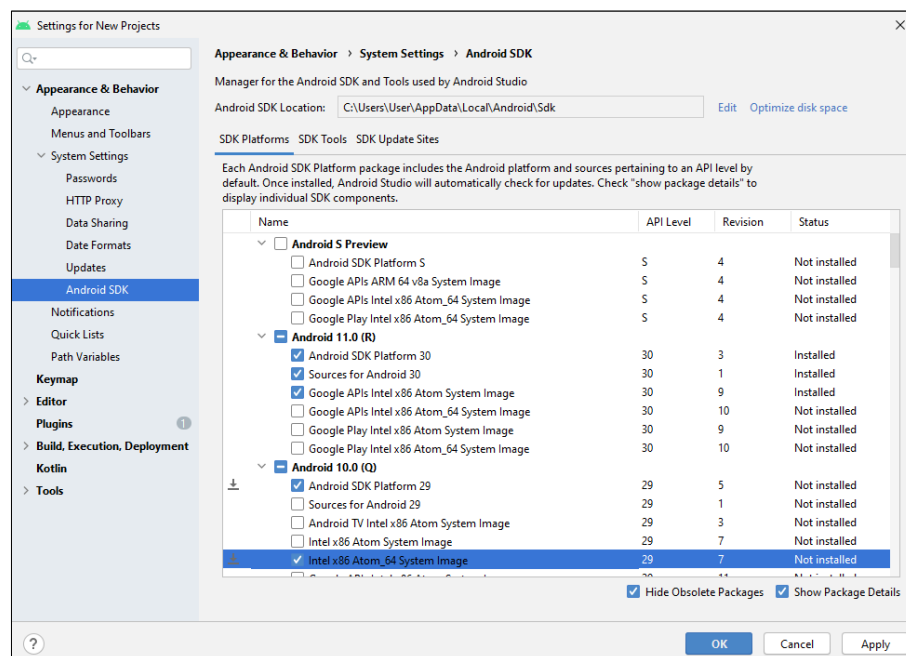 Settings for New Projects
Appearance & Behavior > System Settings > Android SDK
Manager for the Android SDK and Tools used by Android Studio
Android SDK Location: C:\Users\User\AppData\Local\Android\Sdk Edit Optimize disk space
Appearance & Behavior
Appearance
Menus and Toolbars
System Settings
Passwords
HTTP Proxy
Data Sharing
Date Formats
Updates
Android SDK
Notifications
Quick Lists
Path Variables
Keymap
Editor
Plugins 1
Build, Execution, Deployment
Kotlin
Tools
SDK Platforms SDK Tools SDK Update Sites
Each Android SDK Platform package includes the Android platform and sources pertaining to an API level by
default. Once installed, Android Studio will automatically check for updates. Check "show package details" to
display individual SDK components.
Name API Level Revision Status
Android S Preview
Android SDK Platform S S 4 Not installed
Google APIs ARM 64 v8a System Image S 4 Not installed
Google APIs Intel x86 Atom_64 System Image S 4 Not installed
Google Play Intel x86 Atom_64 System Image S 4 Not installed
Android 11.0 (R)
Android SDK Platform 30 30 3 Installed
Sources for Android 30 30 1 Installed
Google APIs Intel x86 Atom System Image 30 9 Installed
Google APIs Intel x86 Atom_64 System Image 30 10 Not installed
Google Play Intel x86 Atom System Image 30 9 Not installed
Google Play Intel x86 Atom_64 System Image 30 10 Not installed
Android 10.0 (Q)
Android SDK Platform 29 29 5 Not installed
Sources for Android 29 29 1 Not installed
Android TV Intel x86 Atom System Image 29 3 Not installed
Intel x86 Atom System Image 29 7 Not installed
Intel x86 Atom_64 System Image 29 7 Not installed
Hide Obsolete Packages Show Package Details
? OK Cancel Apply